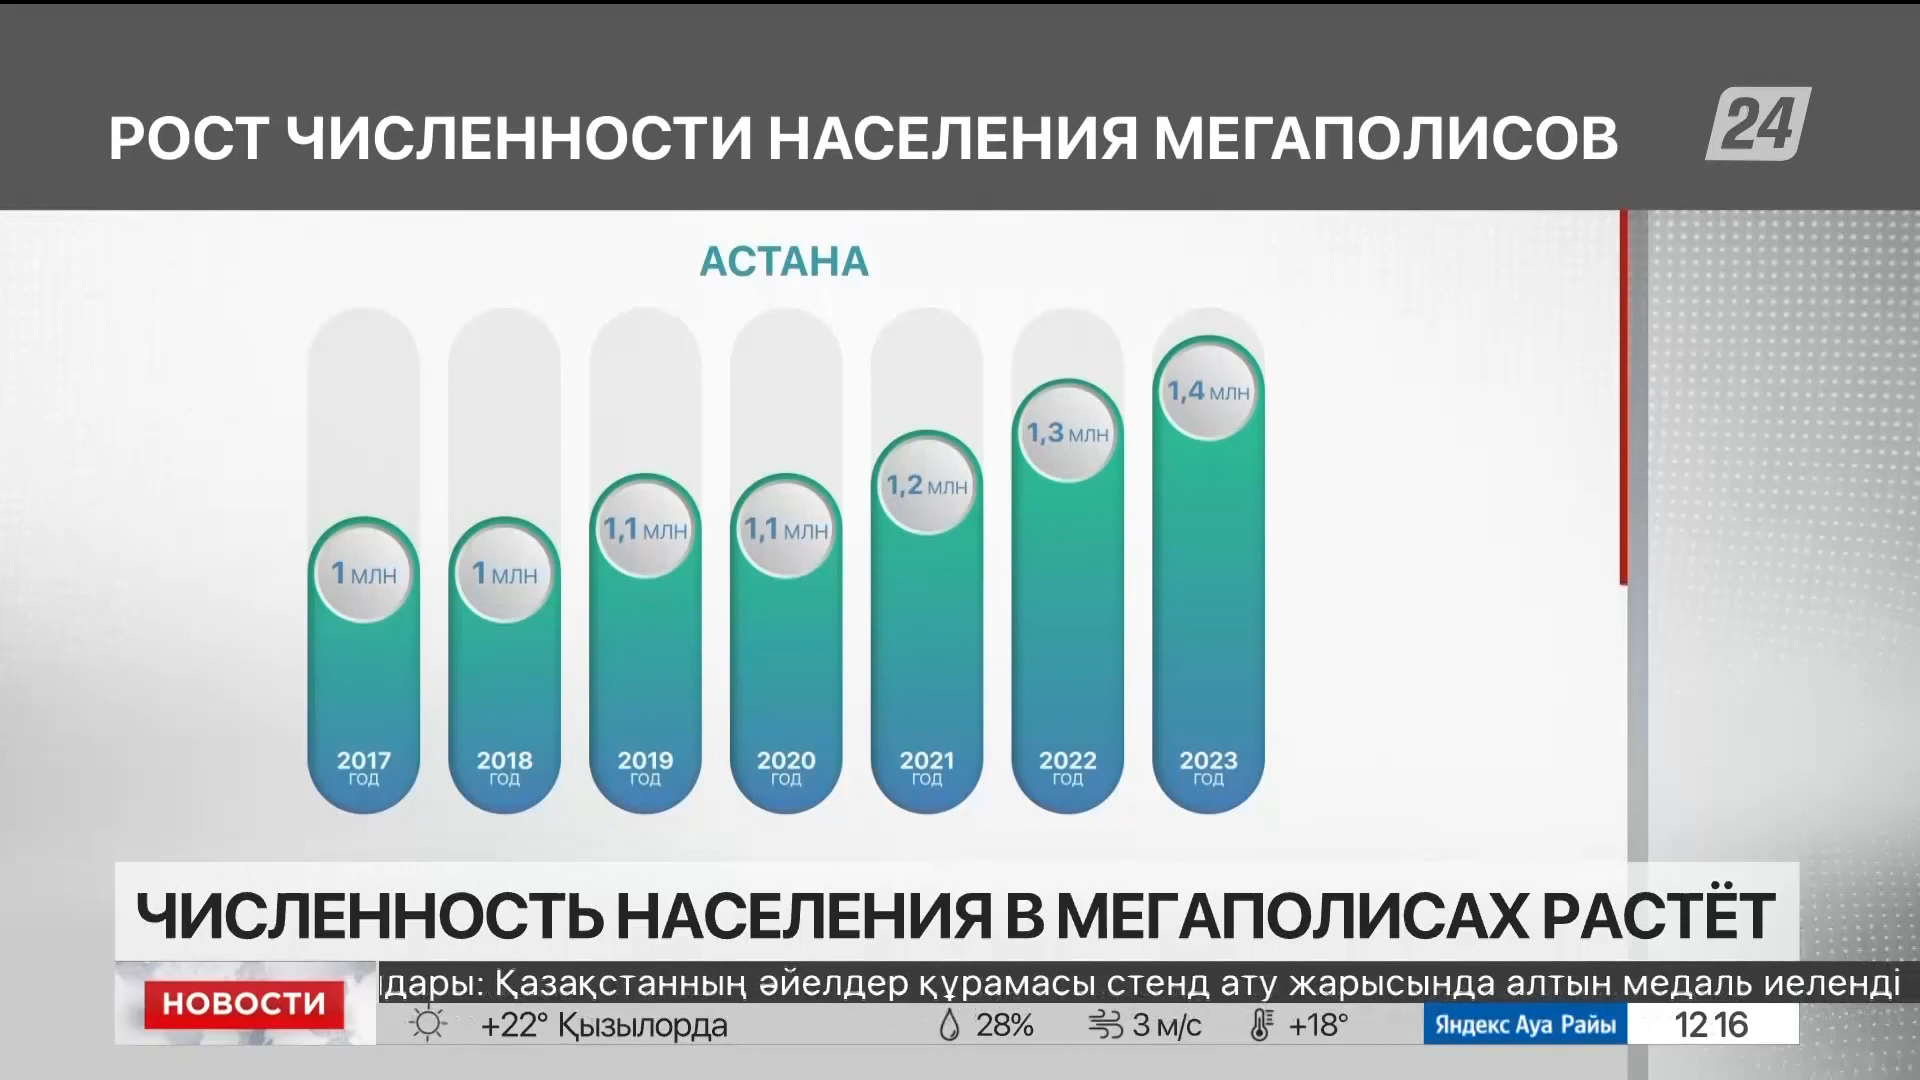 РОСТ ЧИСЛЕННОСТИ НАСЕЛЕНИЯ МЕГАПОЛИСОВ
24
АСТАНА
1 МЛН
1 МЛН
1,1 МЛН
1,1 МЛН
1,2 МЛН
1,3 МЛН
1,4 МЛН
2017 ГОД
2018 ГОД
2019 ГОД
2020 ГОД
2021 ГОД
2022 ГОД
2023 ГОД
ЧИСЛЕННОСТЬ НАСЕЛЕНИЯ В МЕГАПОЛИСАХ РАСТЁТ
НОВОСТИ
дары: Қазақстанның әйелдер құрамасы стенд ату жарысында алтын медаль иеленді
+22° Қызылорда 28% 3 м/с +18° Яндекс Ауа Райы 12 16